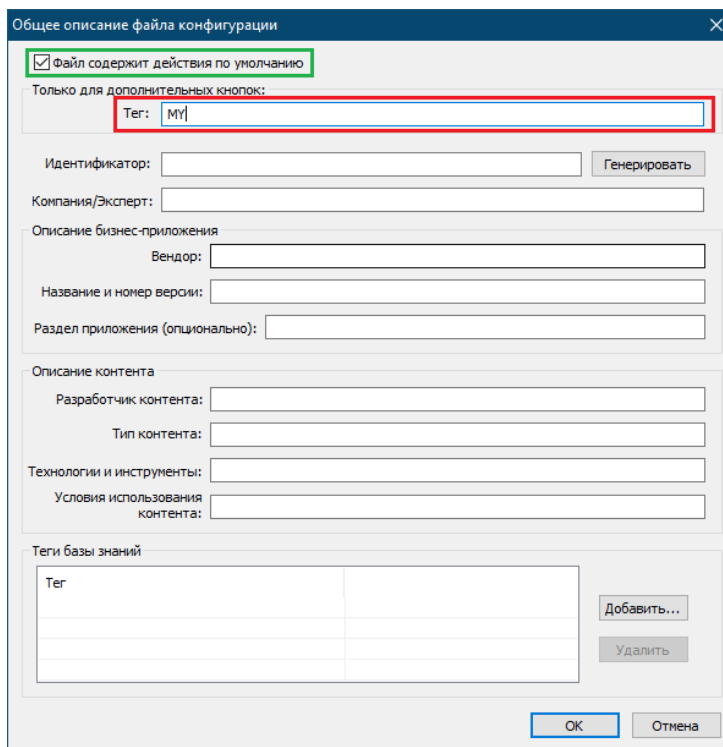 Общее описание файла конфигурации
Файл содержит действия по умолчанию
Только для дополнительных кнопок:
Тег: MY
Идентификатор: Генерировать
Компания/Эксперт:
Описание бизнес-приложения
Вендор:
Название и номер версии:
Раздел приложения (опционально):
Описание контента
Разработчик контента:
Тип контента:
Технологии и инструменты:
Условия использования
контента:
Теги базы знаний
Тег
Добавить...
Удалить
ОК Отмена